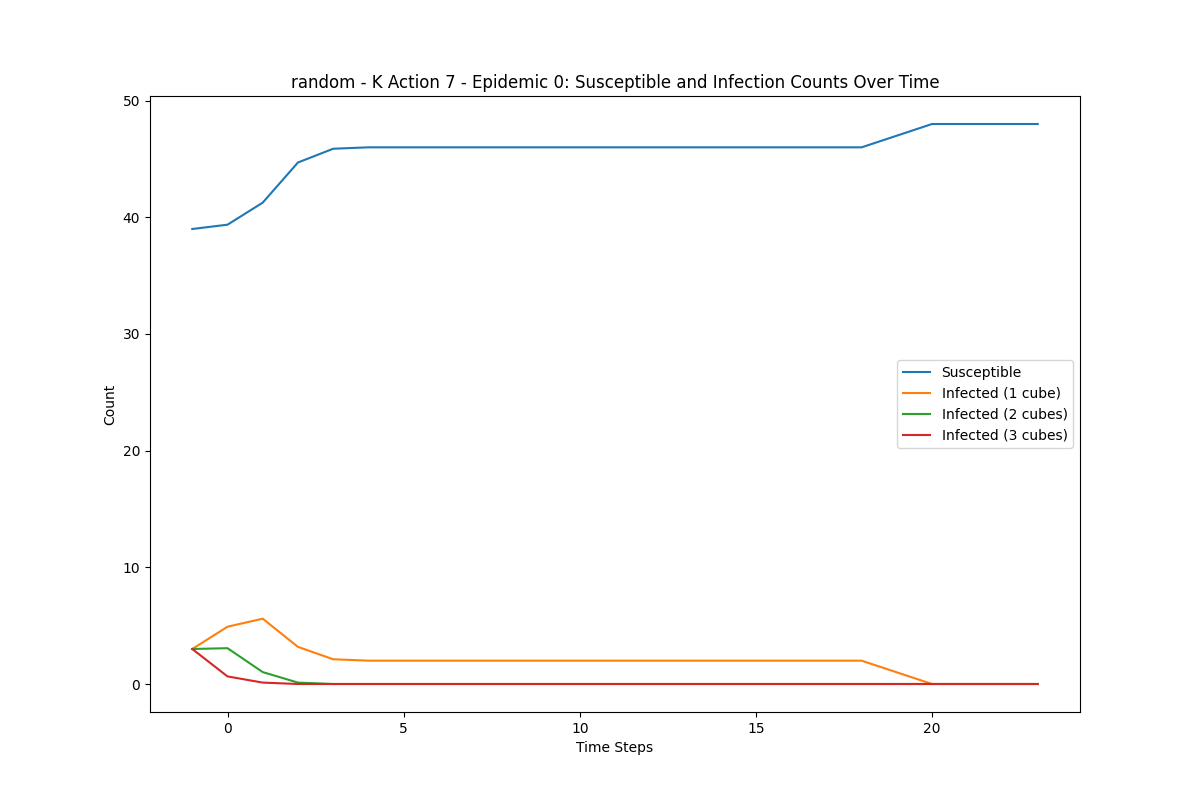 random - K Action 7 - Epidemic 0: Susceptible and Infection Counts Over Time
50
40
30
20
10
0
Count
Susceptible
Infected (1 cube)
Infected (2 cubes)
Infected (3 cubes)
0 5 10 15 20
Time Steps